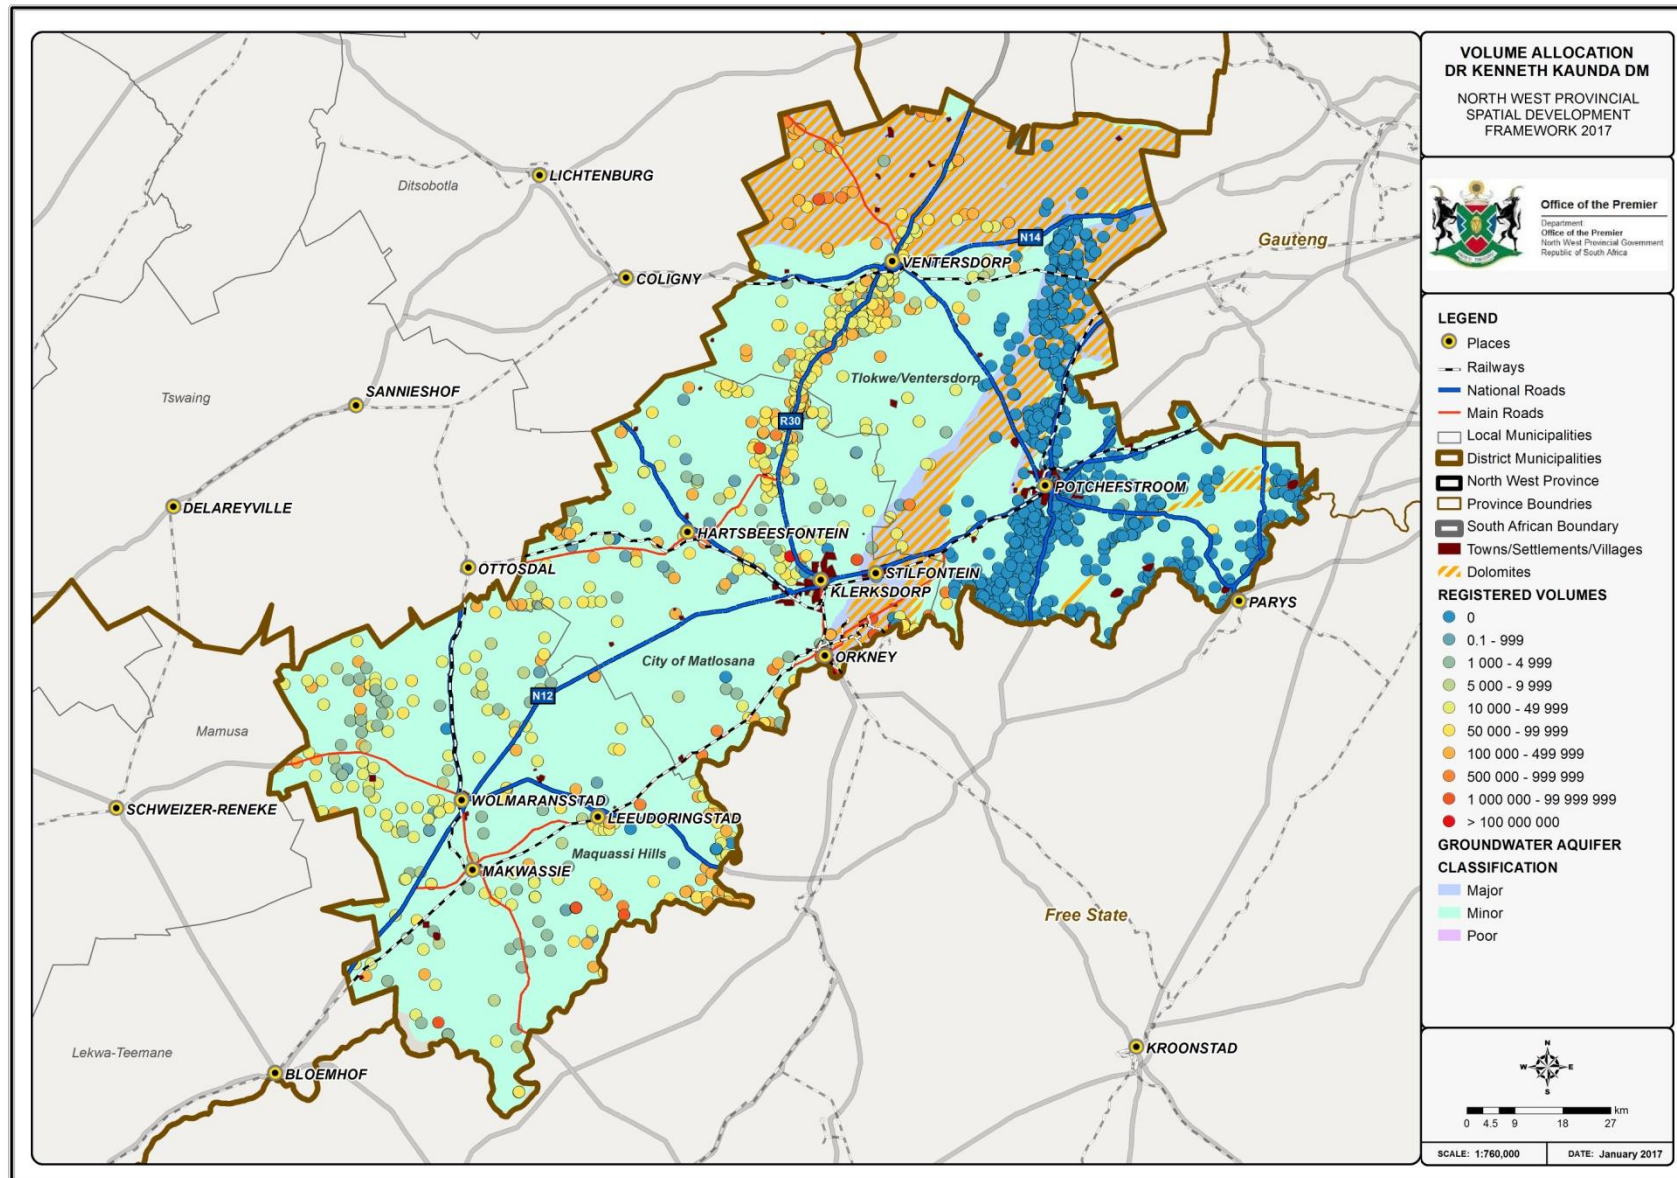 VOLUME ALLOCATION
DR KENNETH KAUNDA DM
NORTH WEST PROVINCIAL
SPATIAL DEVELOPMENT
FRAMEWORK 2017
Office of the Premier
Department
Office of the Premier
North West Provincial Government
Republic of South Africa
LEGEND
Places
Railways
National Roads
Main Roads
Local Municipalities
District Municipalities
North West Province
Province Boundries
South African Boundary
Towns/Settlements/Villages
Dolomites
REGISTERED VOLUMES
0
0.1 - 999
1 000 - 4 999
5 000 - 9 999
10 000 - 49 999
50 000 - 99 999
100 000 - 499 999
500 000 - 999 999
1 000 000 - 99 999 999
> 100 000 000
GROUNDWATER AQUIFER
CLASSIFICATION
Major
Minor
Poor
N
W E
S
km
0 4.5 9 18 27
SCALE: 1:760,000 DATE: January 2017
LICHTENBURG
Ditsobotla
Gauteng
N14
VENTERSDORP
COLIGNY
Tlokwe/Ventersdorp
SANNIESHOF
Tswaing
R30
POTCHEFSTROOM
DELAREYVILLE
HARTSBEESFONTEIN
OTTOSDAL
STILFONTEIN
KLERKSDORP
PARYS
ORKNEY
City of Matlosana
N12
Mamusa
WOLMARANSSTAD
SCHWEIZER-RENEKE
LEEUDORINGSTAD
Maquassi Hills
MAKWASSIE
Free State
KROONSTAD
Lekwa-Teemane
BLOEMHOF